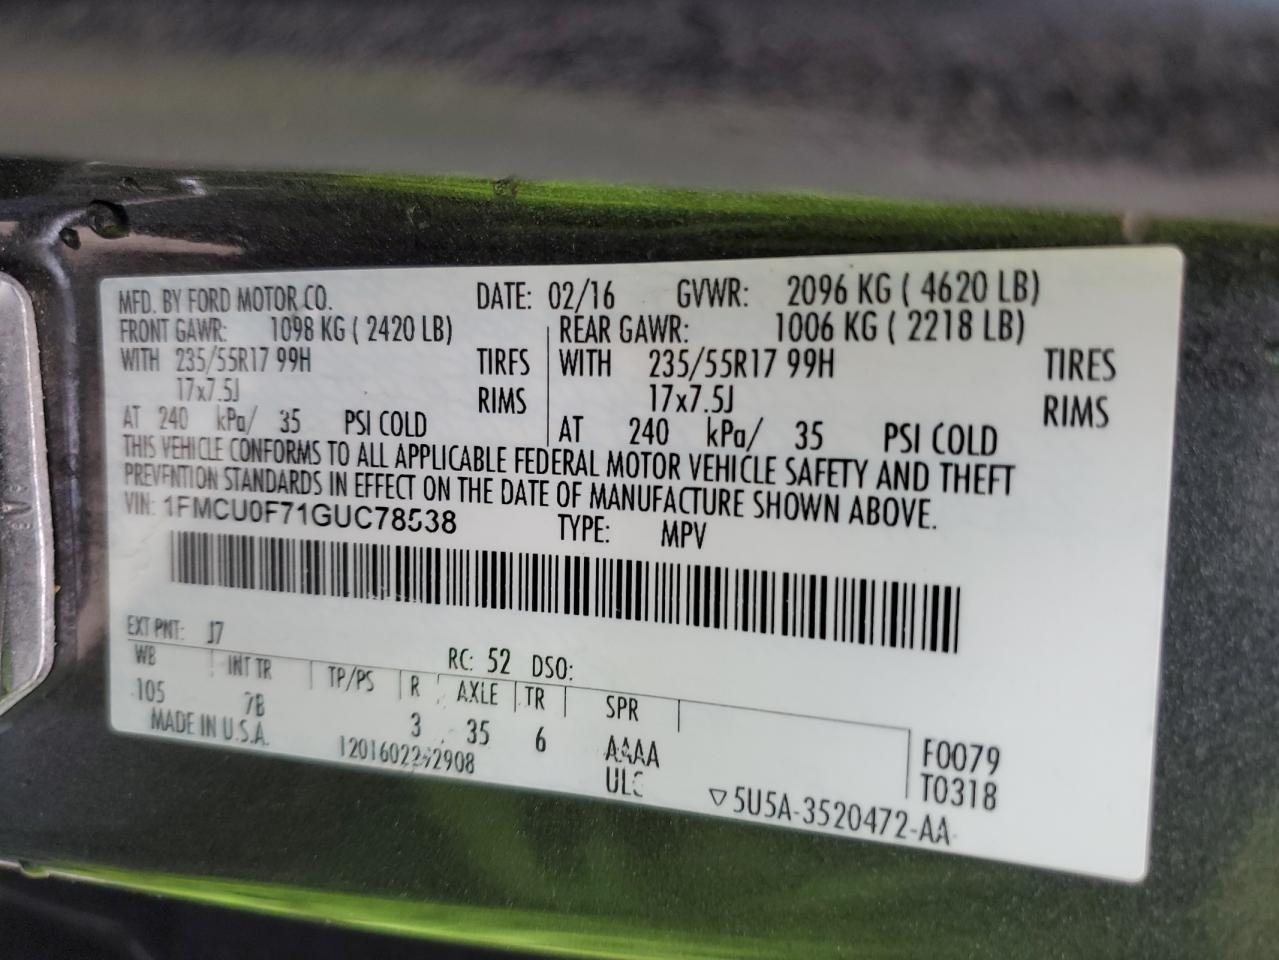 MFD. BY FORD MOTOR CO. DATE: 02/16 GVWR: 2096 KG ( 4620 LB)
FRONT GAWR: 1098 KG ( 2420 LB) REAR GAWR: 1006 KG ( 2218 LB)
WITH 235/55R17 99H TIRES WITH 235/55R17 99H TIRES
17x7.5J RIMS 17x7.5J RIMS
AT 240 kPa/ 35 PSI COLD AT 240 kPa/ 35 PSI COLD
THIS VEHICLE CONFORMS TO ALL APPLICABLE FEDERAL MOTOR VEHICLE SAFETY AND THEFT
PREVENTION STANDARDS IN EFFECT ON THE DATE OF MANUFACTURE SHOWN ABOVE.
VIN: 1FMCU0F71GUC78538 TYPE: MPV
EXT PNT: J7 RC: 52 DSO:
WB INT TR TP/PS R AXLE TR SPR
105 7B 3 35 6 AAAA F0079
MADE IN U.S.A. T0318
▽5U5A-3520472-AA